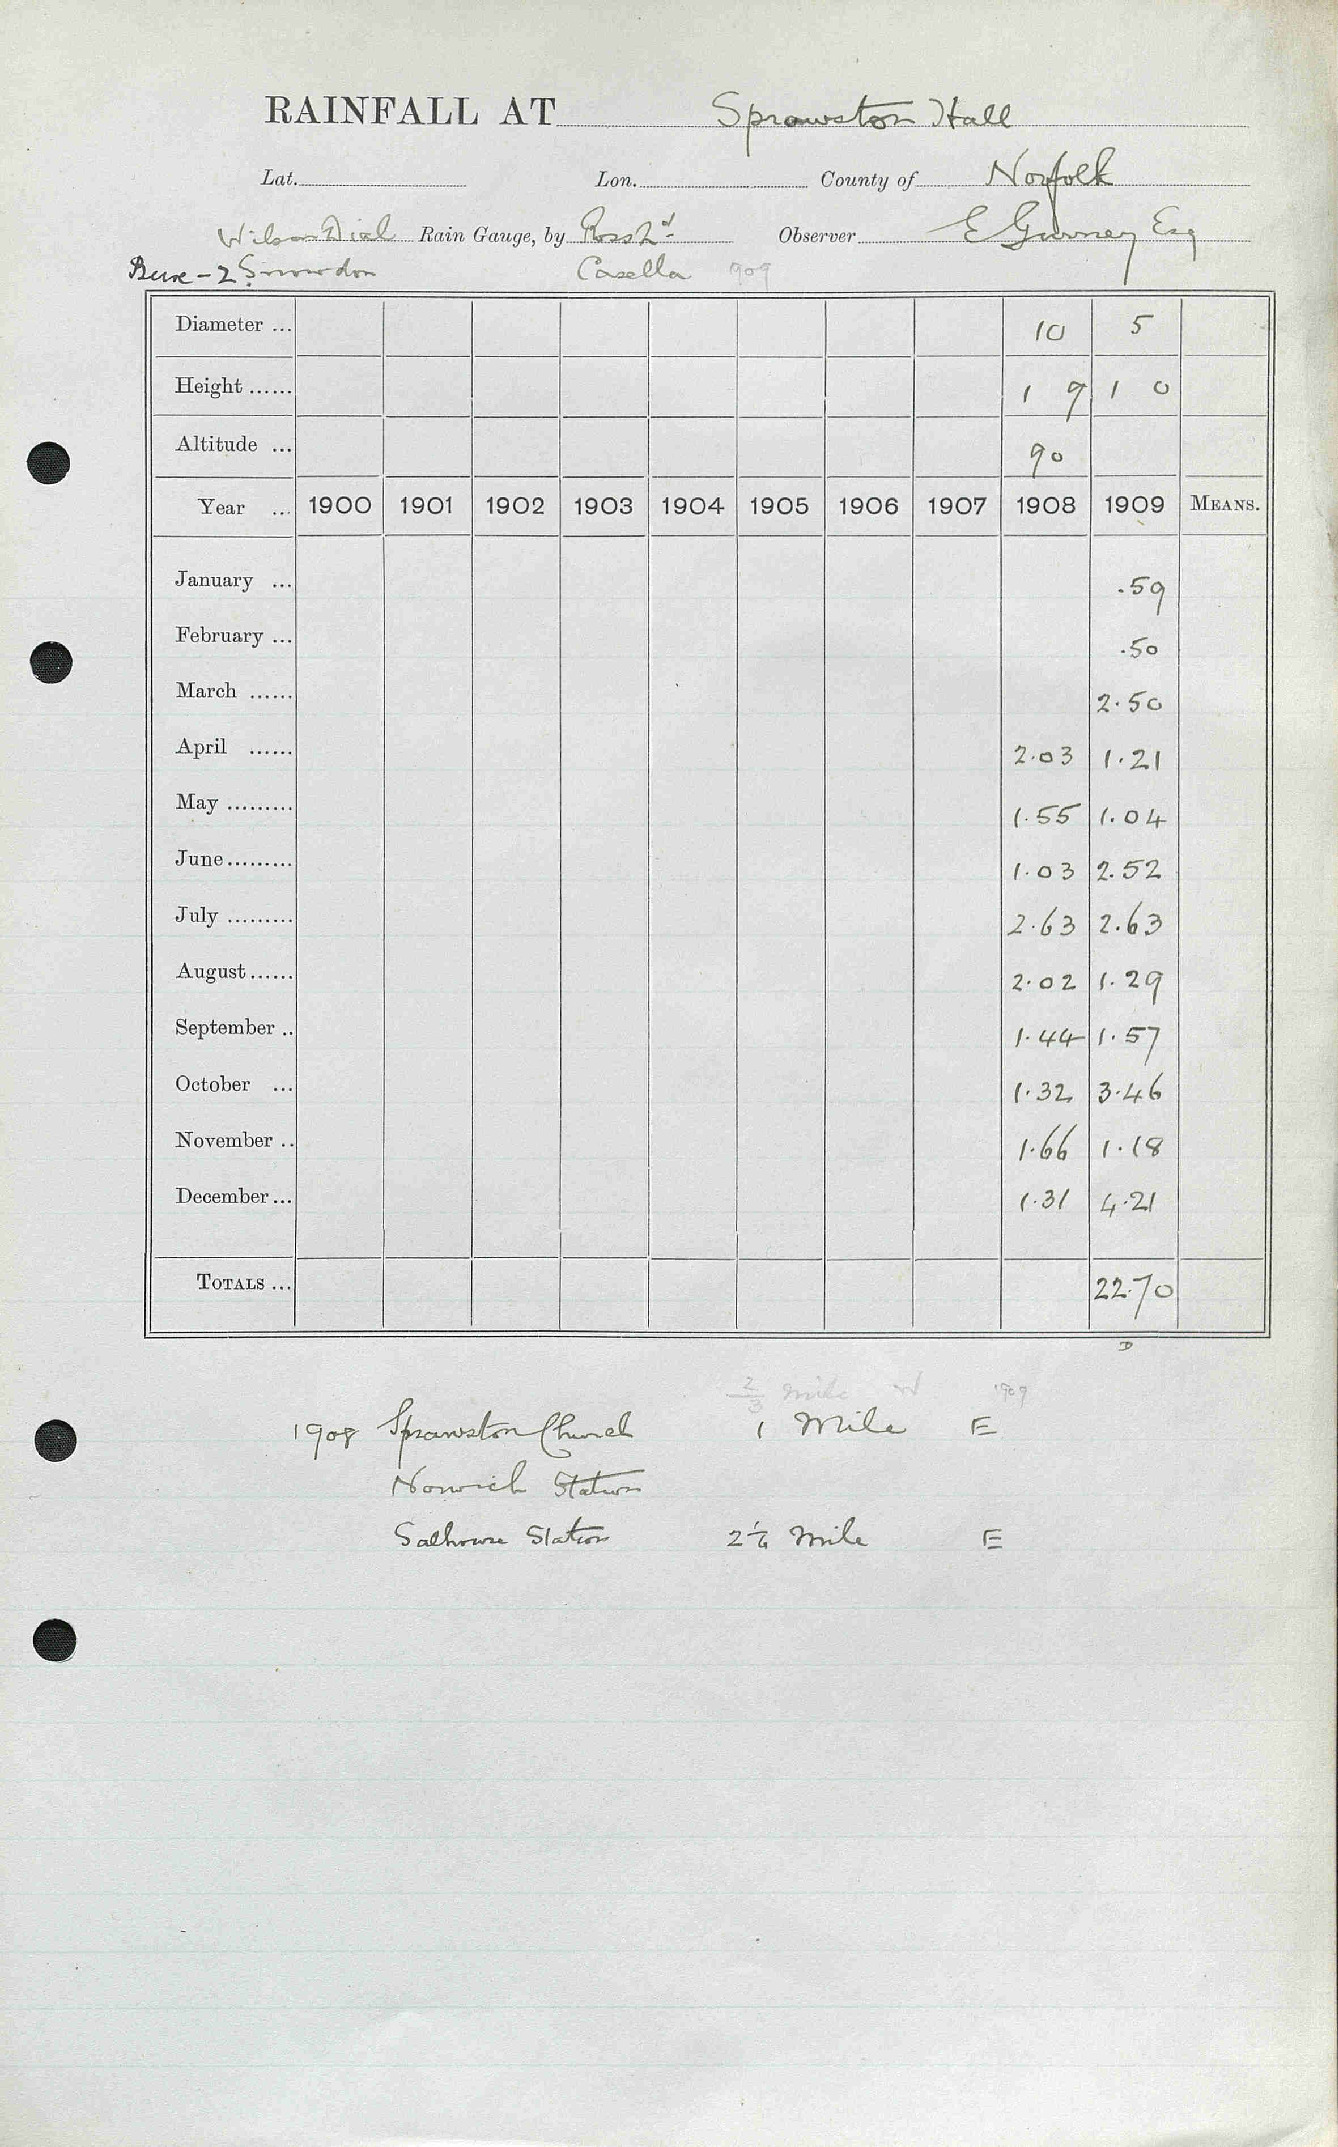 RAINFALL AT Sprowston Hall
Lat. Lon. County of Norfolk
Wilson Dial Rain Gauge, by Ross Ld Observer E Gurney Esq
Bure - 2 Snowdon Casella 909
Diameter ... 10 5
Height ...... 1 9 1 0
Altitude ... 90
Year ... 1900 1901 1902 1903 1904 1905 1906 1907 1908 1909 MEANS.
January ... .59
February ... .50
March ...... 2.50
April ...... 2.03 1.21
May ......... 1.55 1.04
June ......... 1.03 2.52
July ......... 2.63 2.63
August ...... 2.02 1.29
September .. 1.44 1.57
October ... 1.32 3.46
November .. 1.66 1.18
December ... 1.31 4.21
TOTALS ... 22.70
D
2/3 mile W 1909
1908 Sprowston Church 1 Mile E
Norwich Station
Salhouse Station 2 Mile E